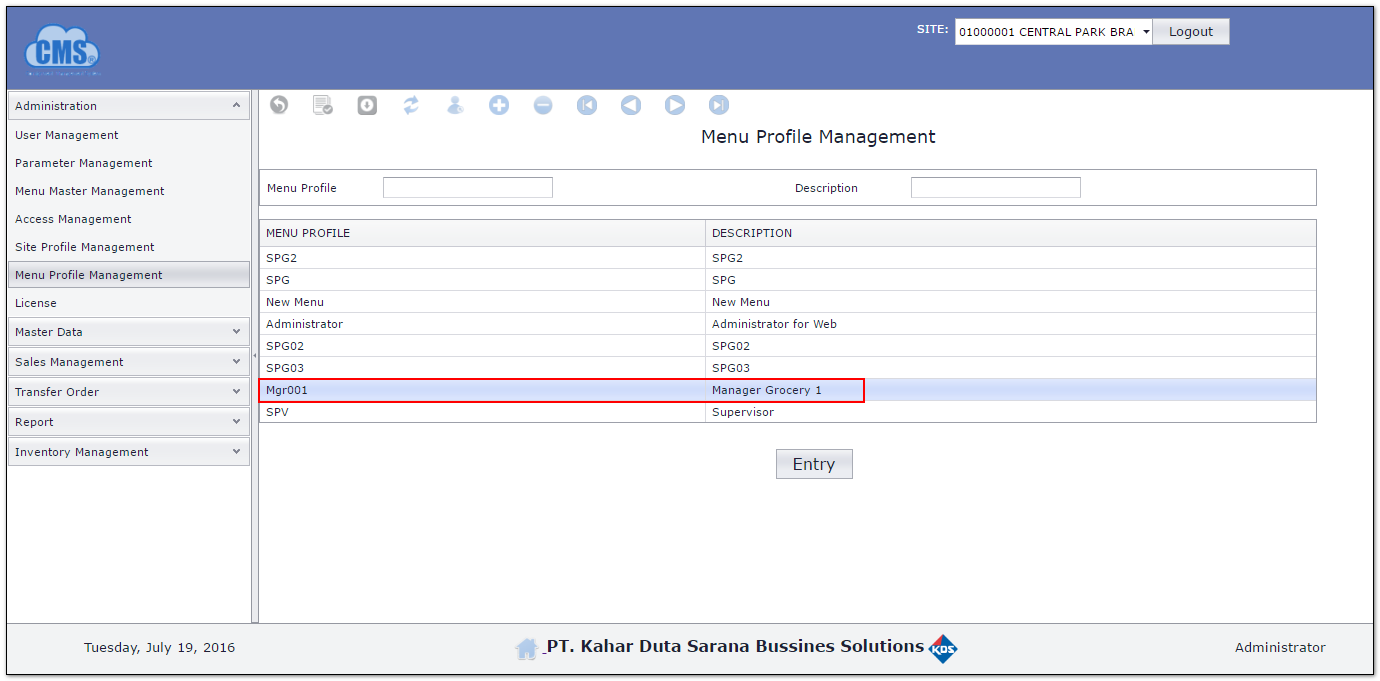 SITE: 01000001 CENTRAL PARK BRA Logout
CMS
Administration
User Management
Parameter Management
Menu Master Management
Access Management
Site Profile Management
Menu Profile Management
License
Master Data
Sales Management
Transfer Order
Report
Inventory Management
Menu Profile Management
Menu Profile Description
MENU PROFILE DESCRIPTION
SPG2 SPG2
SPG SPG
New Menu New Menu
Administrator Administrator for Web
SPG02 SPG02
SPG03 SPG03
Mgr001 Manager Grocery 1
SPV Supervisor
Entry
Tuesday, July 19, 2016 PT. Kahar Duta Sarana Bussines Solutions KDS Administrator